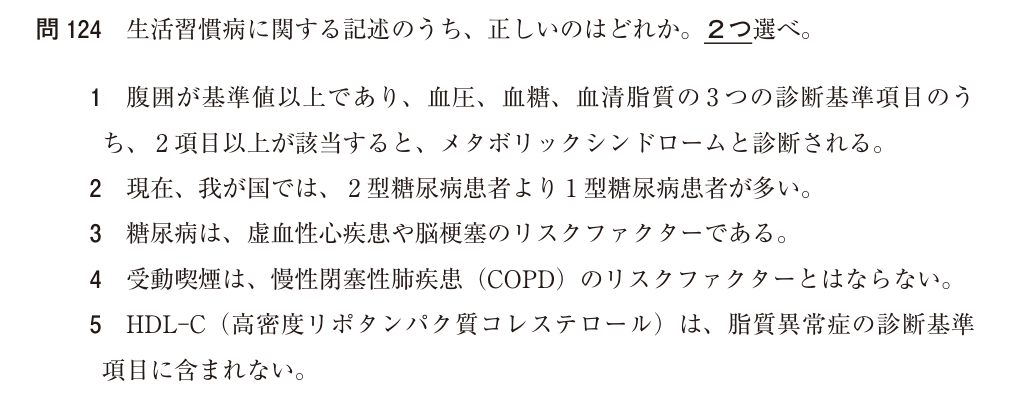 問 124　生活習慣病に関する記述のうち、正しいのはどれか。２つ選べ。
1　腹囲が基準値以上であり、血圧、血糖、血清脂質の３つの診断基準項目のう
ち、２項目以上が該当すると、メタボリックシンドロームと診断される。
2　現在、我が国では、２型糖尿病患者より１型糖尿病患者が多い。
3　糖尿病は、虚血性心疾患や脳梗塞のリスクファクターである。
4　受動喫煙は、慢性閉塞性肺疾患（COPD）のリスクファクターとはならない。
5　HDL-C（高密度リポタンパク質コレステロール）は、脂質異常症の診断基準
項目に含まれない。